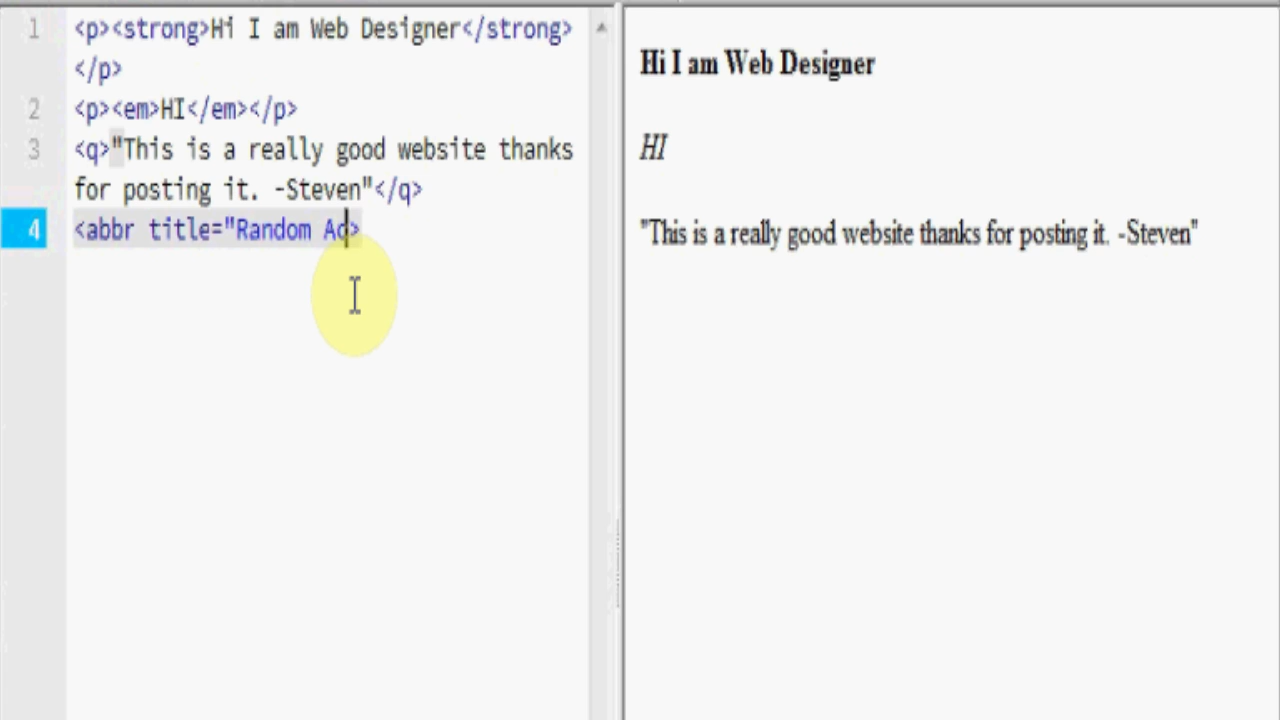 1 <p><strong>Hi I am Web Designer</strong>
</p>
2 <p><em>HI</em></p>
3 <q>"This is a really good website thanks
for posting it. -Steven"</q>
4 <abbr title="Random Ac>
Hi I am Web Designer
HI
"This is a really good website thanks for posting it. -Steven"